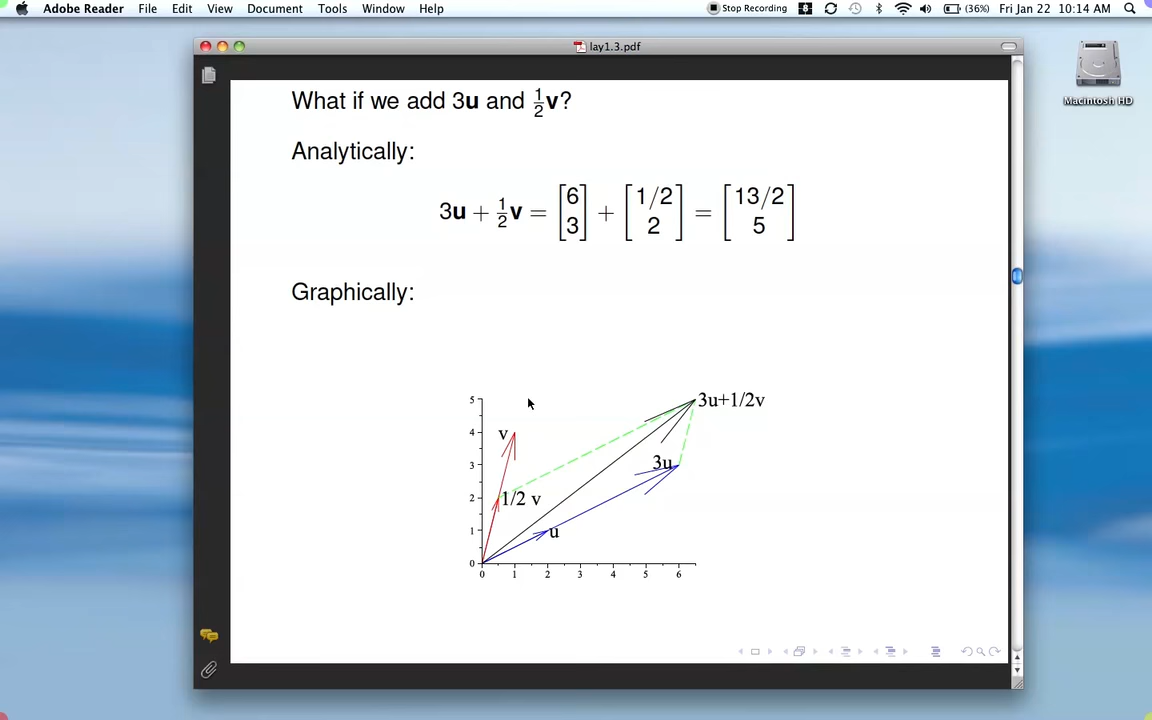 Adobe Reader File Edit View Document Tools Window Help Stop Recording (36%) Fri Jan 22 10:14 AM
lay1.3.pdf
Macintosh HD
What if we add 3u and 1/2 v?
Analytically:
3u + 1/2 v = [6 3] + [1/2 2] = [13/2 5]
Graphically:
5 3u+1/2v
4 v
3 3u
2 1/2 v
1 u
0
0 1 2 3 4 5 6